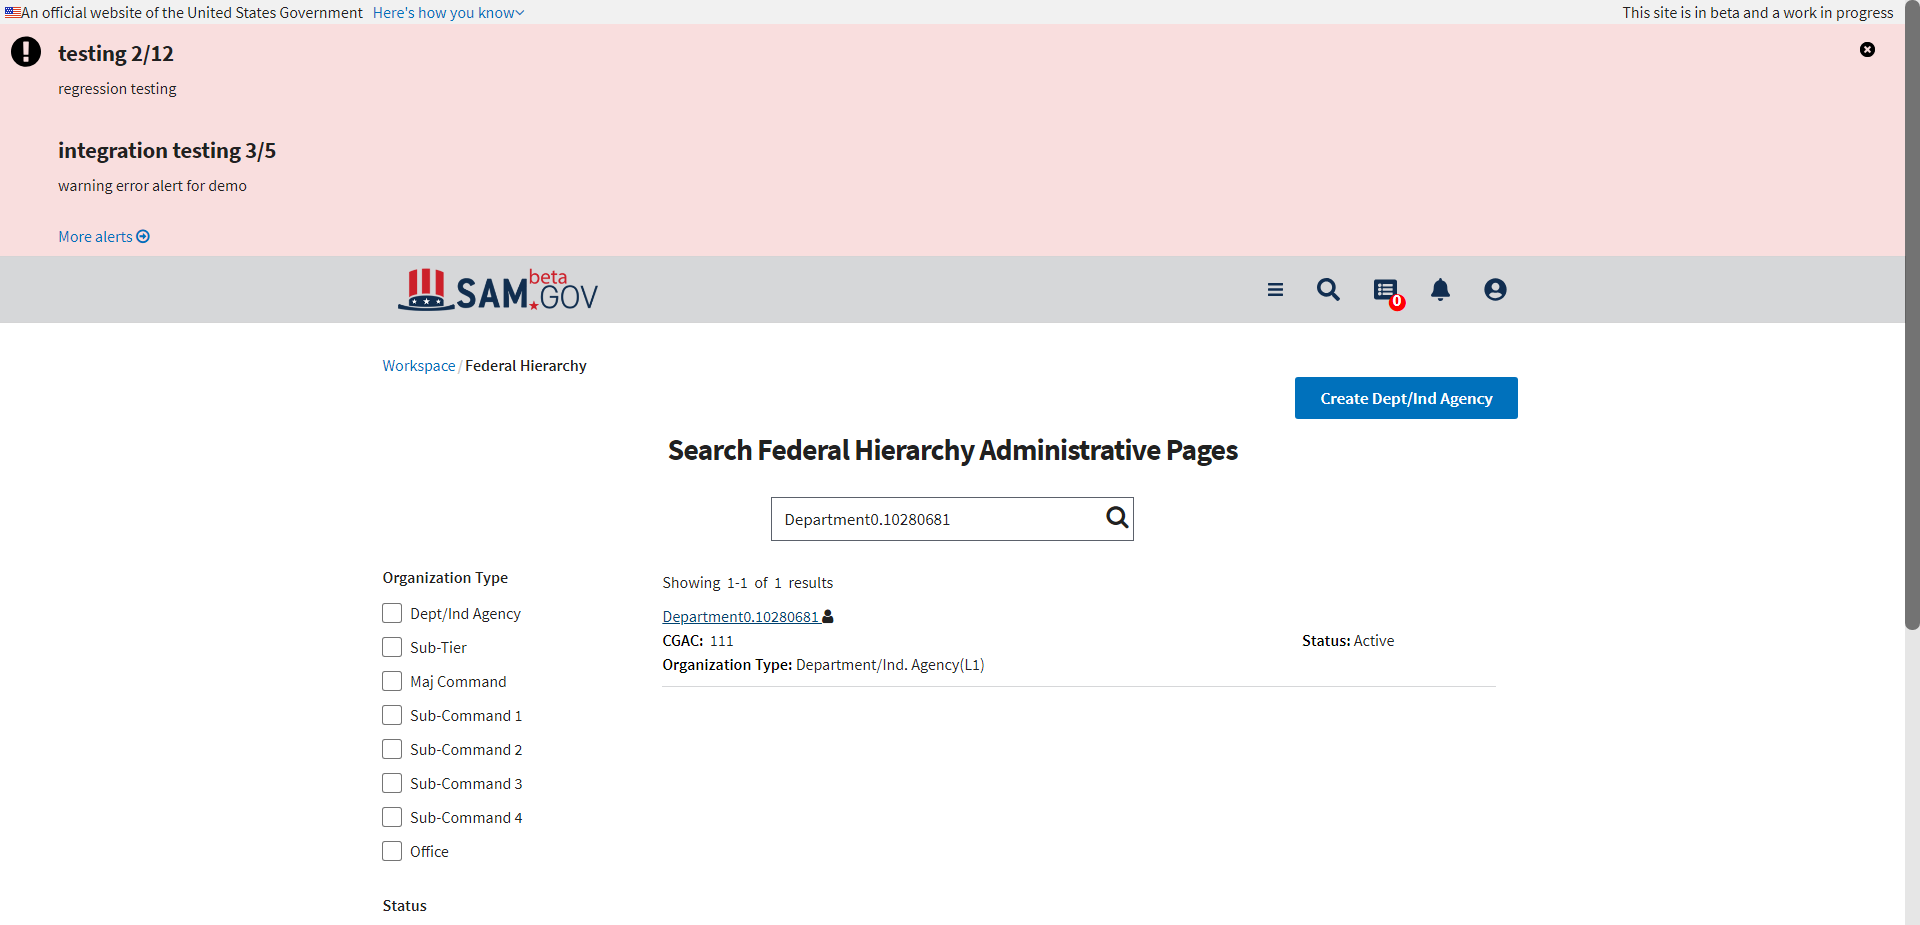 An official website of the United States Government Here's how you know
This site is in beta and a work in progress
testing 2/12
regression testing
integration testing 3/5
warning error alert for demo
More alerts
SAM beta .GOV
0
Workspace / Federal Hierarchy
Create Dept/Ind Agency
Search Federal Hierarchy Administrative Pages
Department0.10280681
Organization Type
Dept/Ind Agency
Sub-Tier
Maj Command
Sub-Command 1
Sub-Command 2
Sub-Command 3
Sub-Command 4
Office
Status
Showing 1-1 of 1 results
Department0.10280681
CGAC: 111
Status: Active
Organization Type: Department/Ind. Agency(L1)